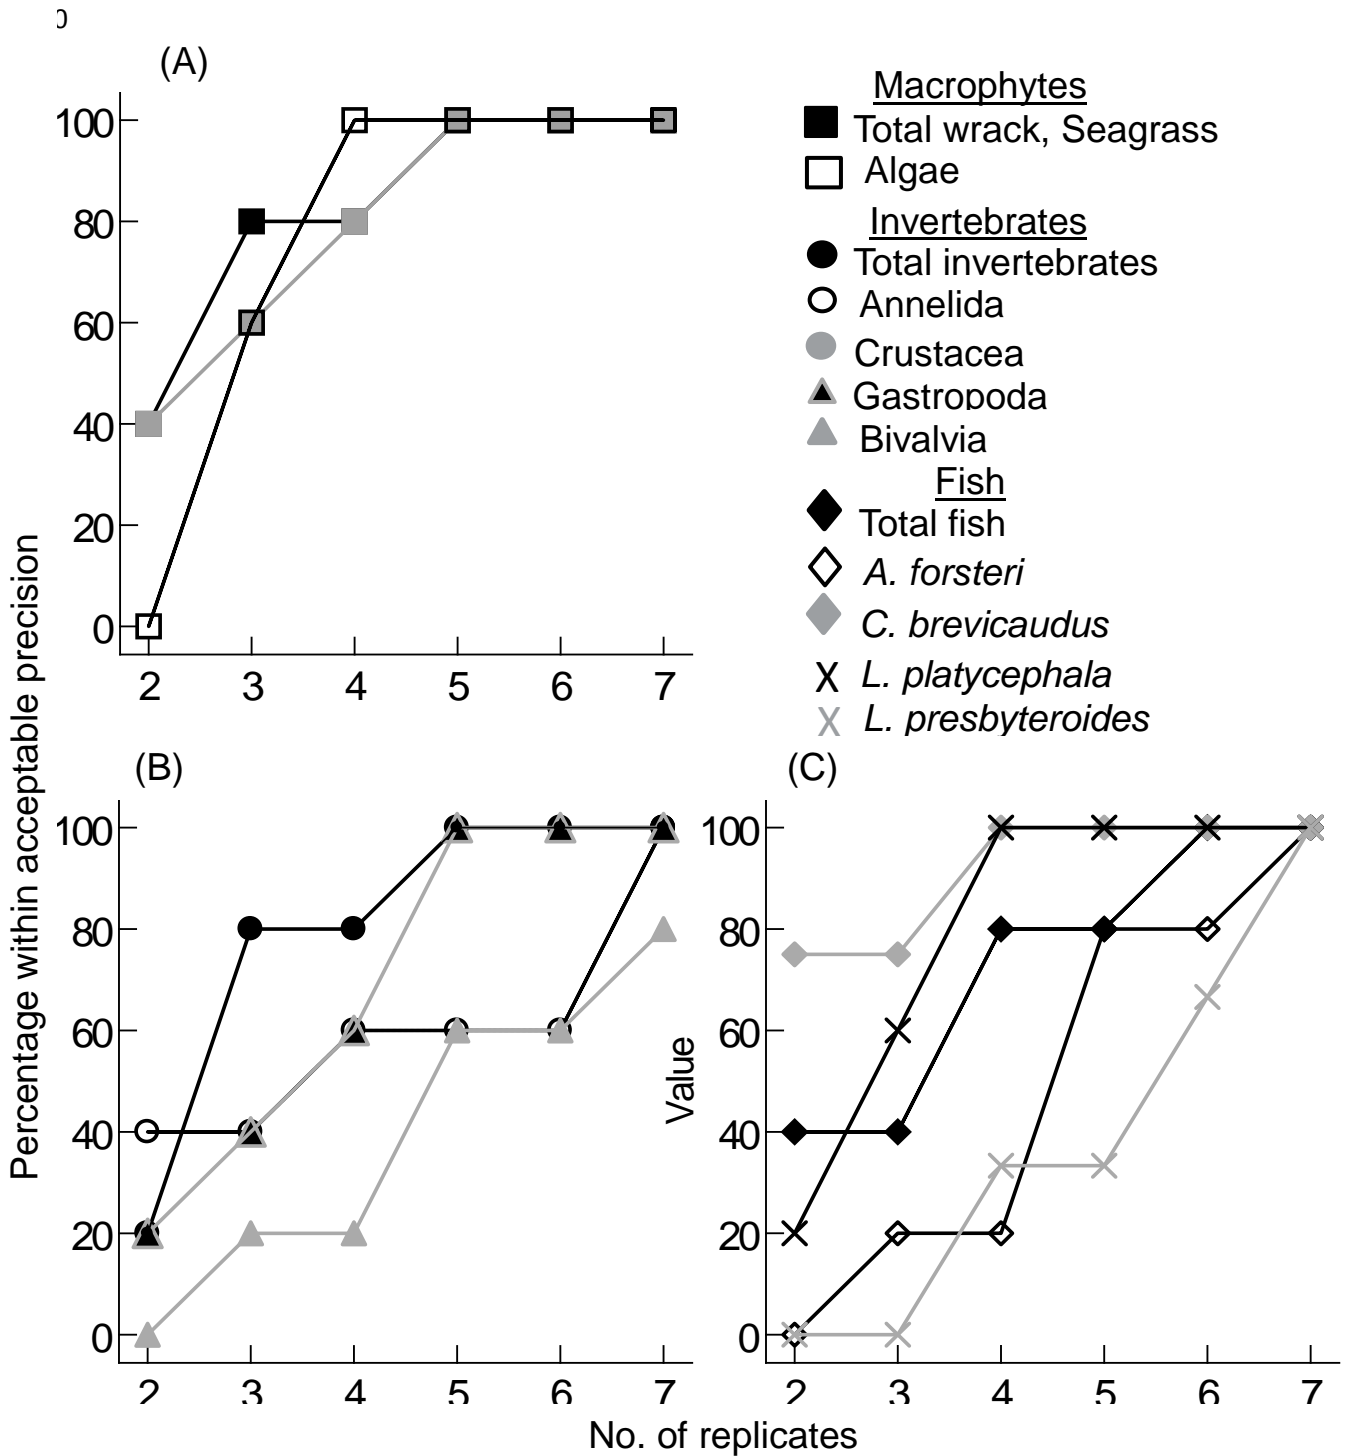 0
(A)
100
80
60
40
20
0
2 3 4 5 6 7
Macrophytes
Total wrack, Seagrass
Algae
Invertebrates
Total invertebrates
Annelida
Crustacea
Gastropoda
Bivalvia
Fish
Total fish
A. forsteri
C. brevicaudus
L. platycephala
L. presbyteroides
Percentage within acceptable precision
(B)
100
80
60
40
20
0
2 3 4 5 6 7
(C)
Value
100
80
60
40
20
0
2 3 4 5 6 7
No. of replicates